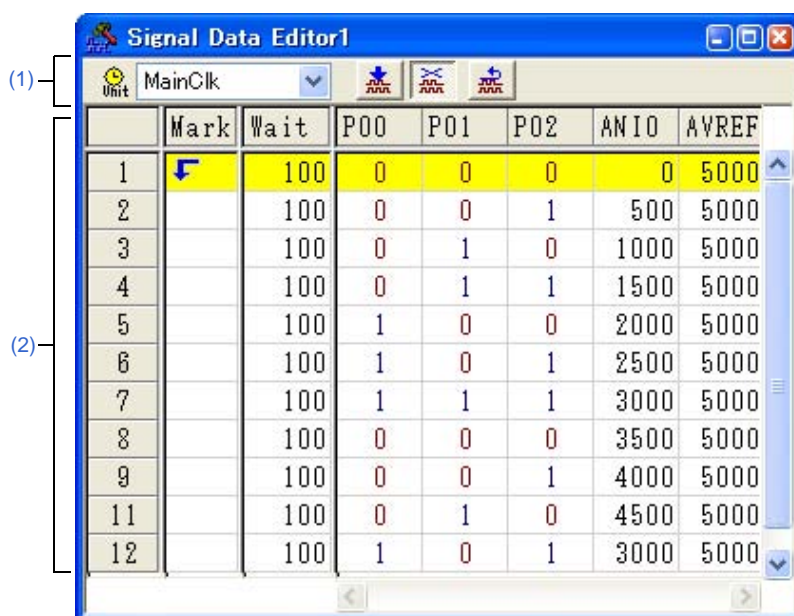 Signal Data Editor1
(1)
Unit MainClk
(2)
Mark Wait P00 P01 P02 ANI0 AVREF
1 100 0 0 0 0 5000
2 100 0 0 1 500 5000
3 100 0 1 0 1000 5000
4 100 0 1 1 1500 5000
5 100 1 0 0 2000 5000
6 100 1 0 1 2500 5000
7 100 1 1 1 3000 5000
8 100 0 0 0 3500 5000
9 100 0 0 1 4000 5000
11 100 0 1 0 4500 5000
12 100 1 0 1 3000 5000